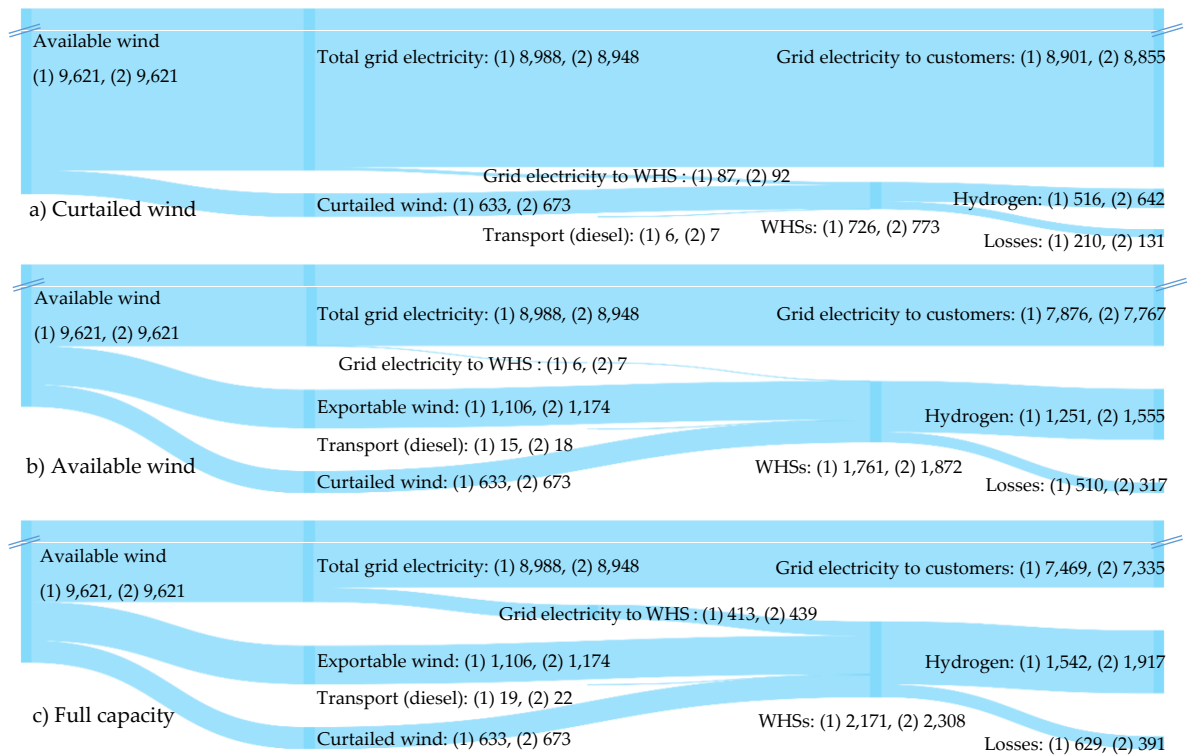 Available wind
(1) 9,621, (2) 9,621
Total grid electricity: (1) 8,988, (2) 8,948
Grid electricity to customers: (1) 8,901, (2) 8,855
Grid electricity to WHS : (1) 87, (2) 92
a) Curtailed wind
Curtailed wind: (1) 633, (2) 673
Hydrogen: (1) 516, (2) 642
Transport (diesel): (1) 6, (2) 7
WHSs: (1) 726, (2) 773
Losses: (1) 210, (2) 131
Available wind
(1) 9,621, (2) 9,621
Total grid electricity: (1) 8,988, (2) 8,948
Grid electricity to customers: (1) 7,876, (2) 7,767
Grid electricity to WHS : (1) 6, (2) 7
Exportable wind: (1) 1,106, (2) 1,174
Hydrogen: (1) 1,251, (2) 1,555
Transport (diesel): (1) 15, (2) 18
b) Available wind
WHSs: (1) 1,761, (2) 1,872
Curtailed wind: (1) 633, (2) 673
Losses: (1) 510, (2) 317
Available wind
(1) 9,621, (2) 9,621
Total grid electricity: (1) 8,988, (2) 8,948
Grid electricity to customers: (1) 7,469, (2) 7,335
Grid electricity to WHS : (1) 413, (2) 439
Exportable wind: (1) 1,106, (2) 1,174
Hydrogen: (1) 1,542, (2) 1,917
Transport (diesel): (1) 19, (2) 22
c) Full capacity
WHSs: (1) 2,171, (2) 2,308
Curtailed wind: (1) 633, (2) 673
Losses: (1) 629, (2) 391